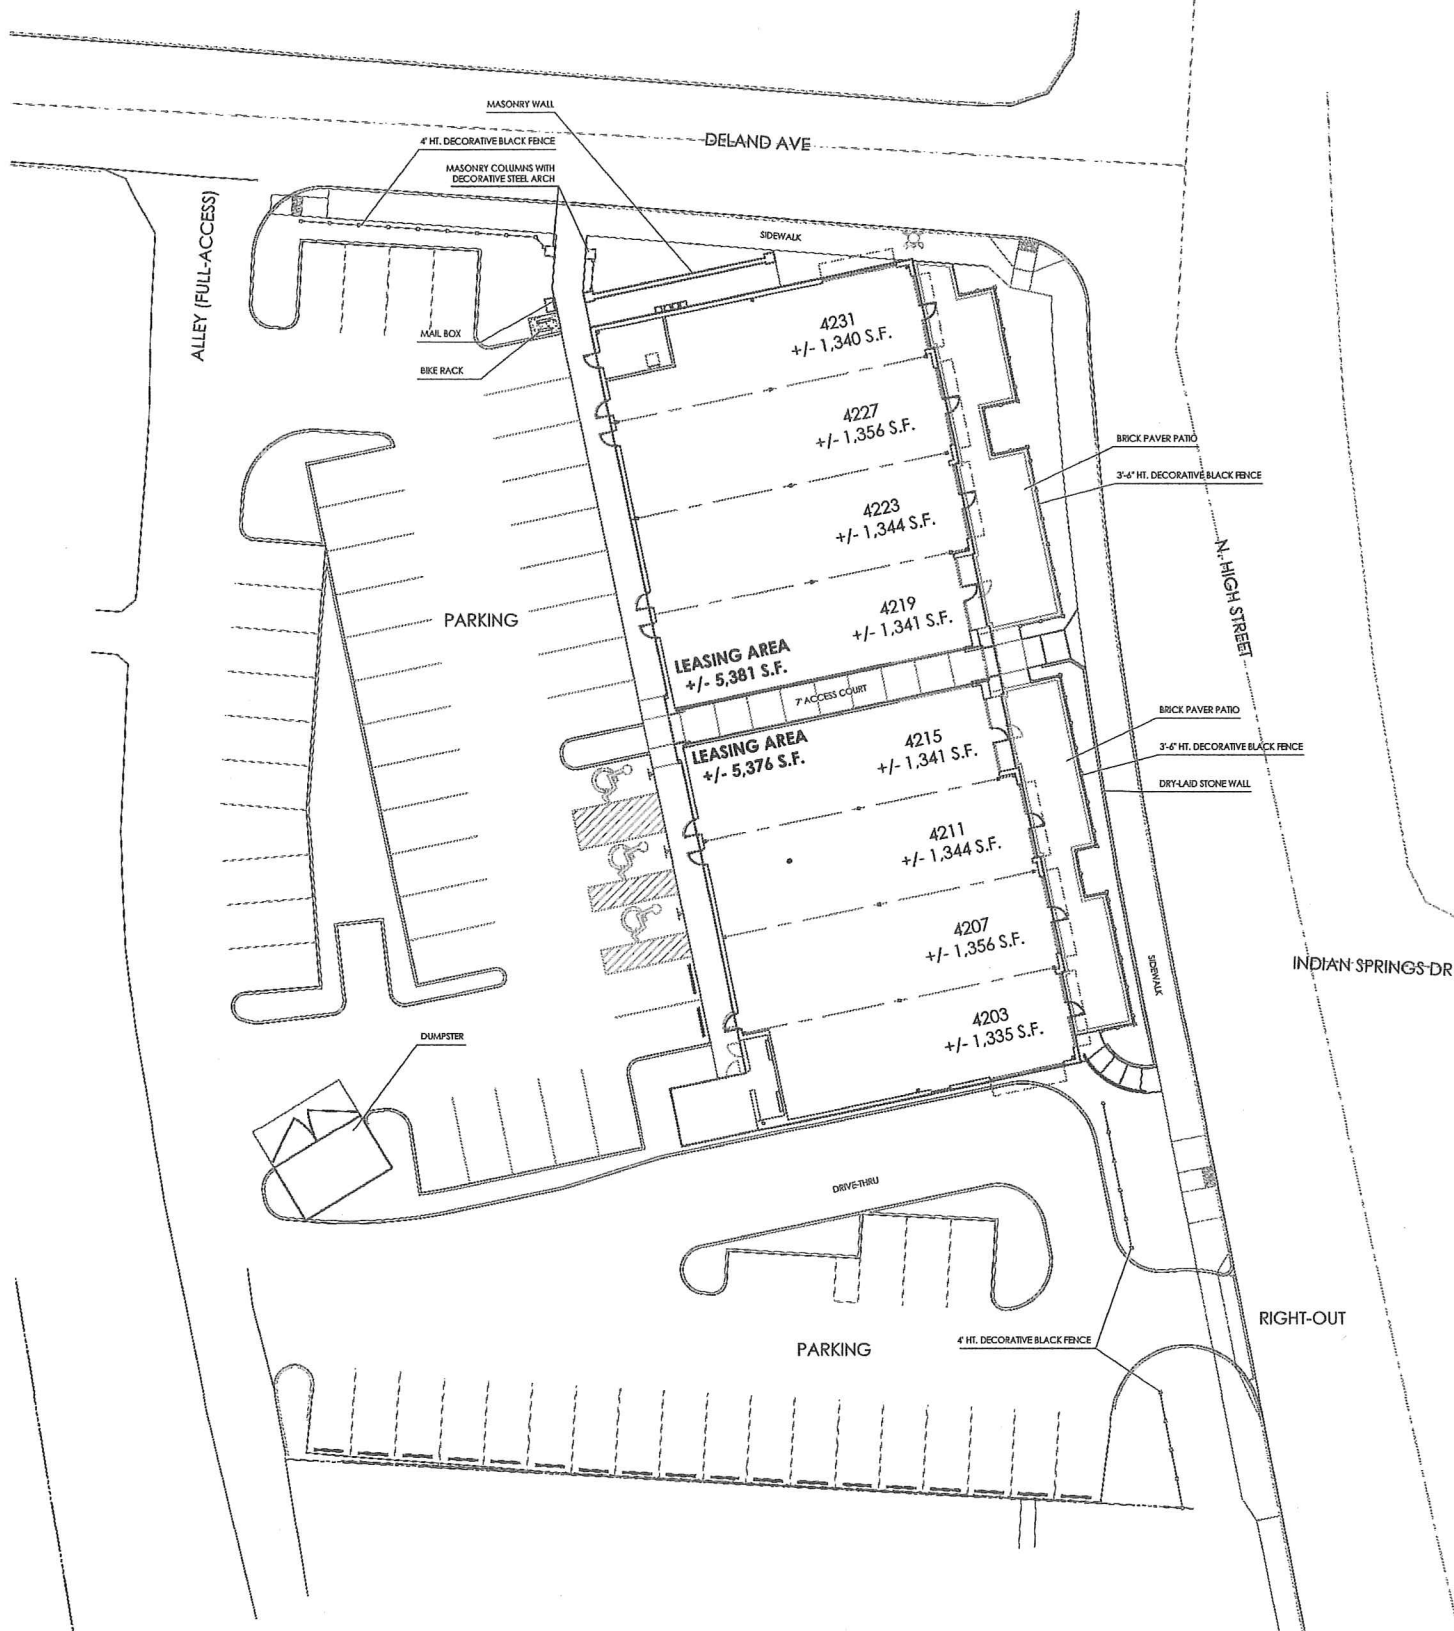 MASONRY WALL
DELAND AVE
4' HT. DECORATIVE BLACK FENCE
MASONRY COLUMNS WITH
DECORATIVE STEEL ARCH
ALLEY (FULL-ACCESS)
SIDEWALK
MAIL BOX
BIKE RACK
4231
+/- 1,340 S.F.
4227
+/- 1,356 S.F.
BRICK PAVER PATIO
3'-6" HT. DECORATIVE BLACK FENCE
4223
+/- 1,344 S.F.
N. HIGH STREET
PARKING
4219
+/- 1,341 S.F.
LEASING AREA
+/- 5,381 S.F.
7' ACCESS COURT
BRICK PAVER PATIO
3'-6" HT. DECORATIVE BLACK FENCE
DRY-LAID STONE WALL
LEASING AREA
+/- 5,376 S.F.
4215
+/- 1,341 S.F.
4211
+/- 1,344 S.F.
4207
+/- 1,356 S.F.
SIDEWALK
INDIAN SPRINGS DR
4203
+/- 1,335 S.F.
DUMPSTER
DRIVE-THRU
RIGHT-OUT
PARKING
4' HT. DECORATIVE BLACK FENCE